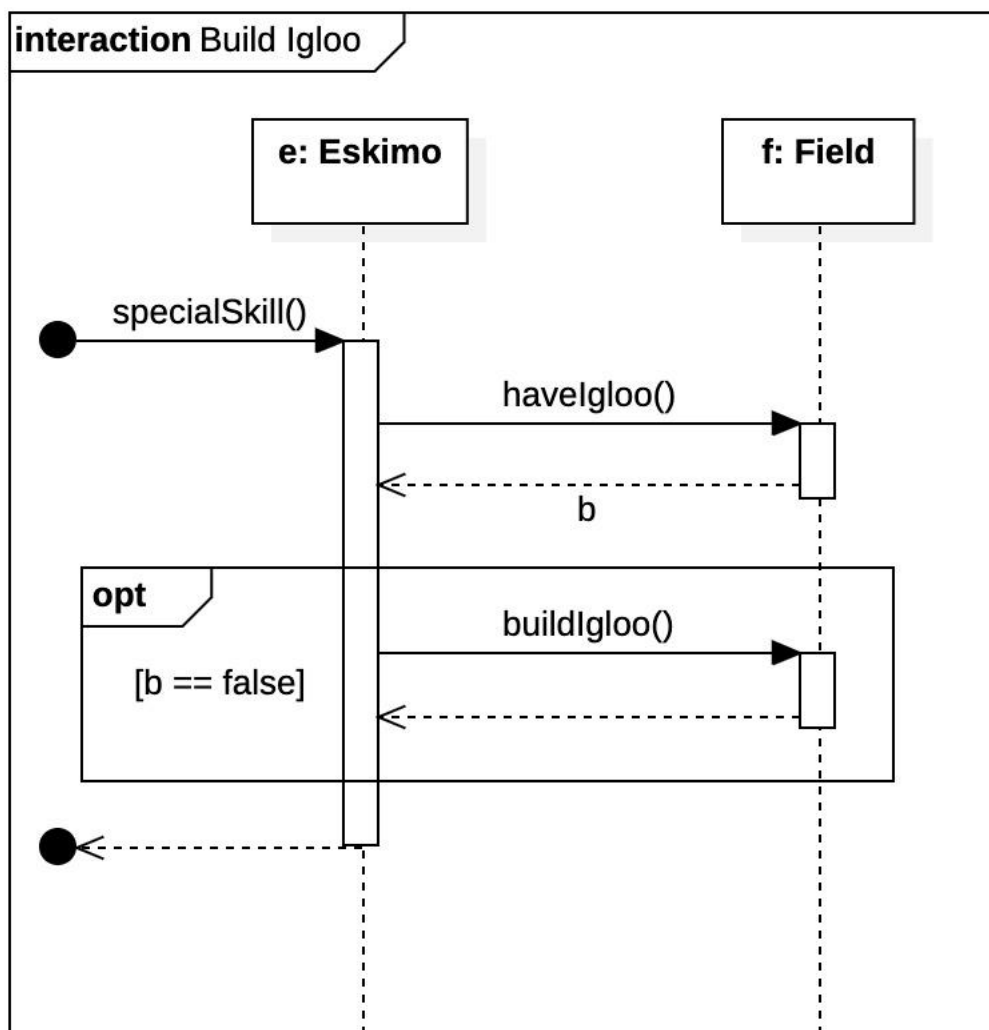 interaction Build Igloo
e: Eskimo
f: Field
specialSkill()
haveIgloo()
b
opt
buildIgloo()
[b == false]